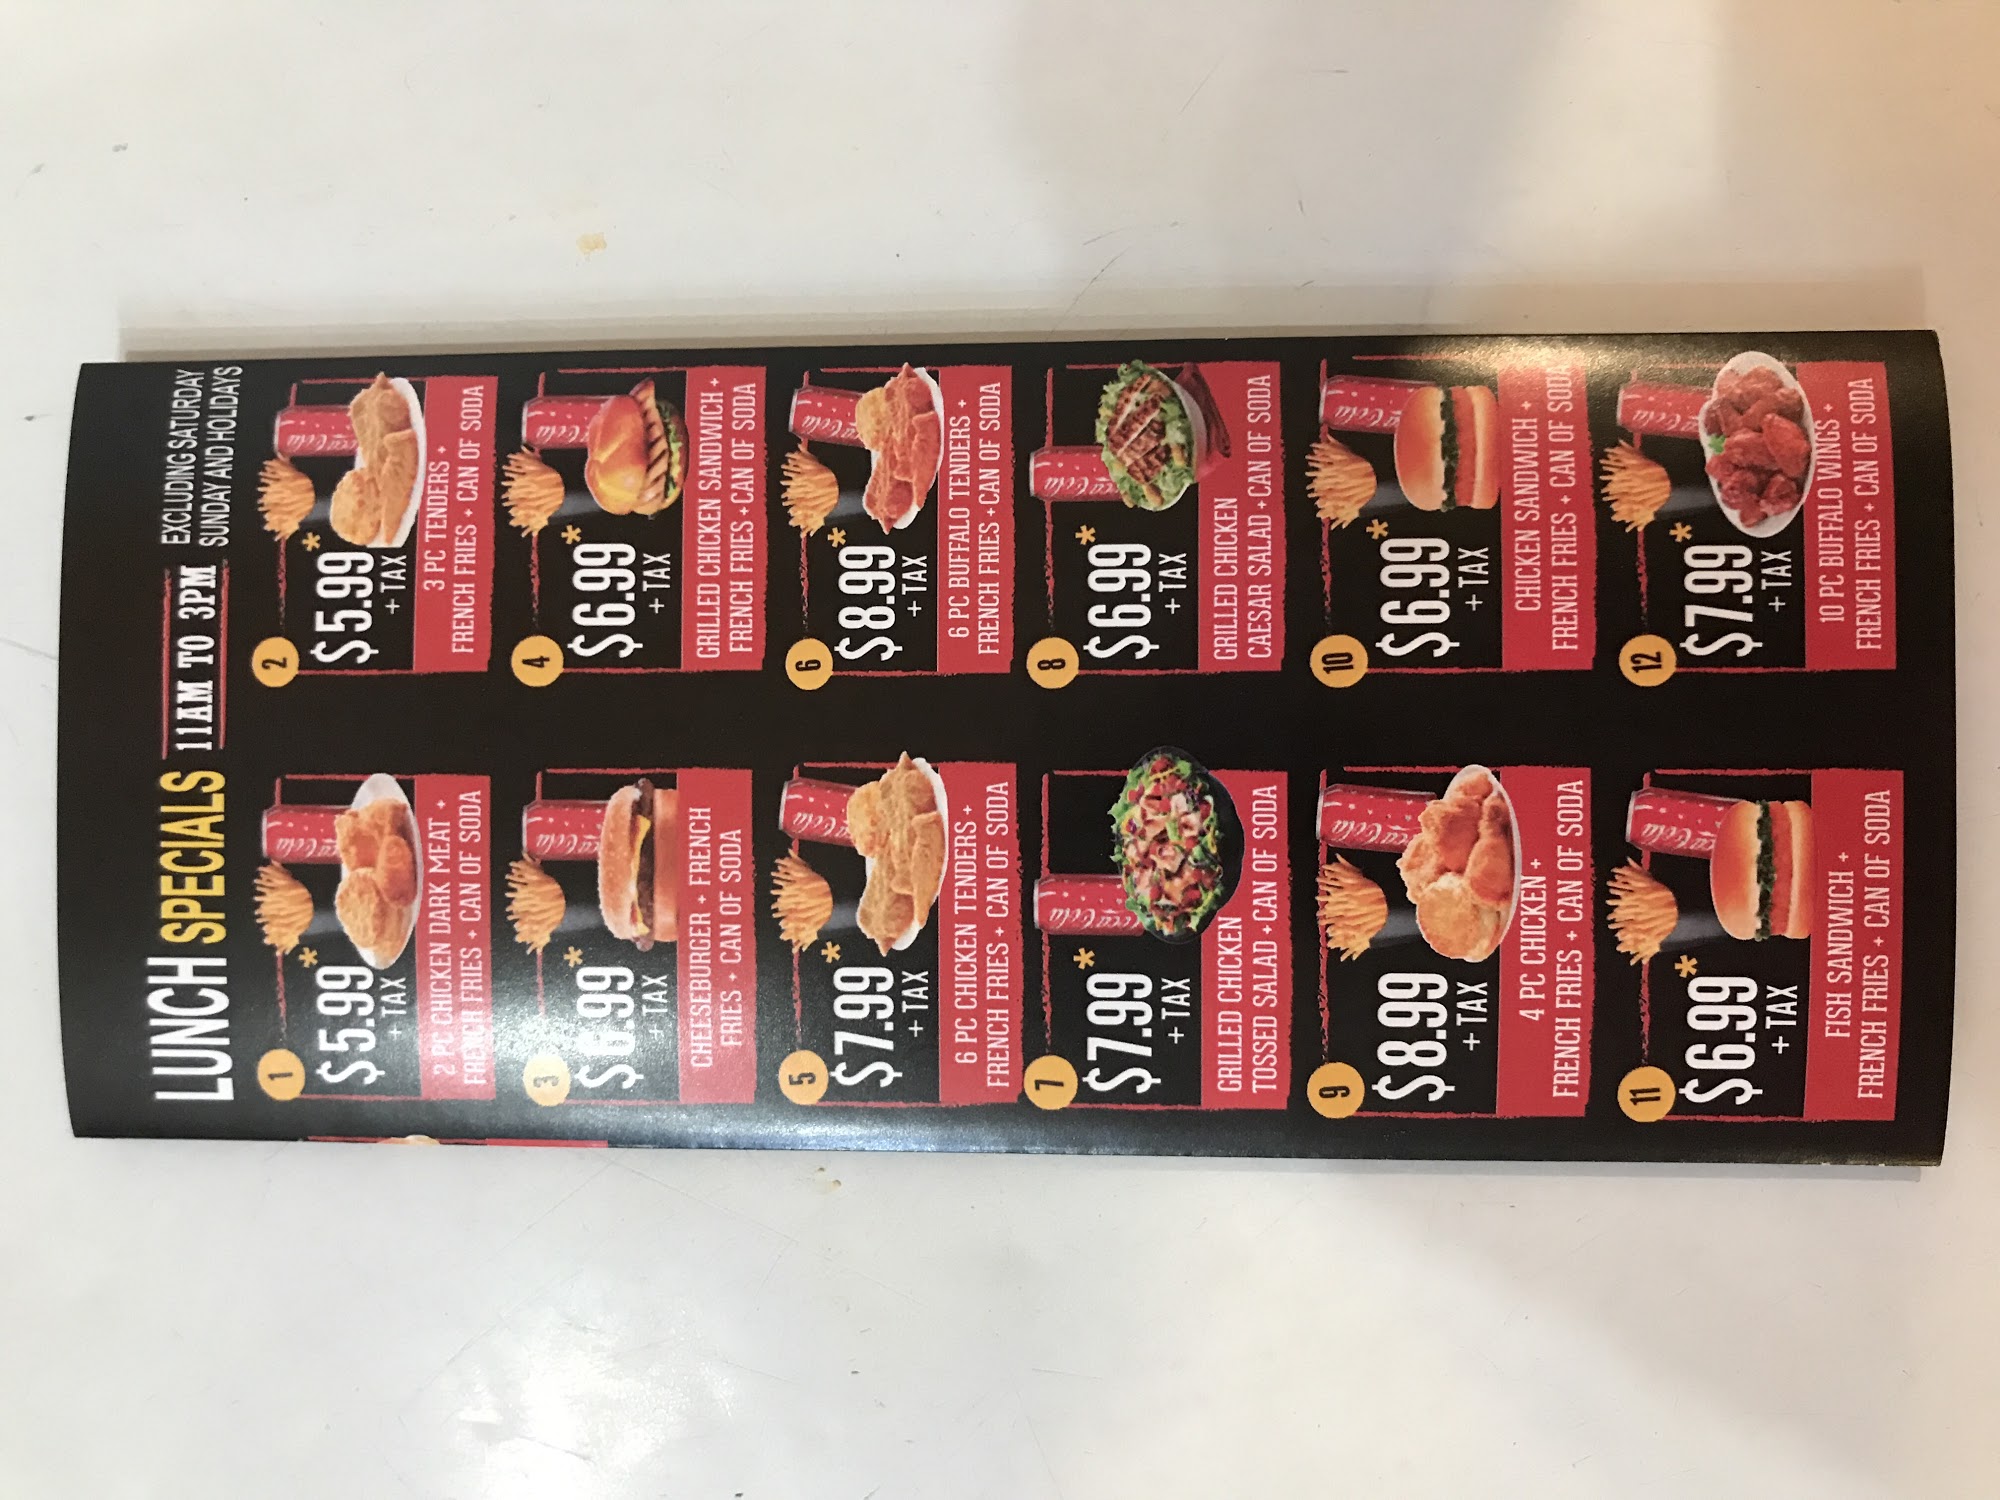 LUNCH SPECIALS 11AM TO 3PM
EXCLUDING SATURDAY
SUNDAY AND HOLIDAYS
1
$5.99*
+ TAX
2 PC CHICKEN DARK MEAT +
FRENCH FRIES + CAN OF SODA
2
$5.99*
+ TAX
3 PC TENDERS +
FRENCH FRIES + CAN OF SODA
3
$6.99*
+ TAX
CHEESEBURGER + FRENCH
FRIES + CAN OF SODA
4
$6.99*
+ TAX
GRILLED CHICKEN SANDWICH +
FRENCH FRIES + CAN OF SODA
5
$7.99*
+ TAX
6 PC CHICKEN TENDERS +
FRENCH FRIES + CAN OF SODA
6
$8.99*
+ TAX
6 PC BUFFALO TENDERS +
FRENCH FRIES + CAN OF SODA
7
$7.99*
+ TAX
GRILLED CHICKEN
TOSSED SALAD + CAN OF SODA
8
$6.99*
+ TAX
GRILLED CHICKEN
CAESAR SALAD + CAN OF SODA
9
$8.99
+ TAX
4 PC CHICKEN +
FRENCH FRIES + CAN OF SODA
10
$6.99*
+ TAX
CHICKEN SANDWICH +
FRENCH FRIES + CAN OF SODA
11
$6.99*
+ TAX
FISH SANDWICH +
FRENCH FRIES + CAN OF SODA
12
$7.99*
+ TAX
10 PC BUFFALO WINGS +
FRENCH FRIES + CAN OF SODA